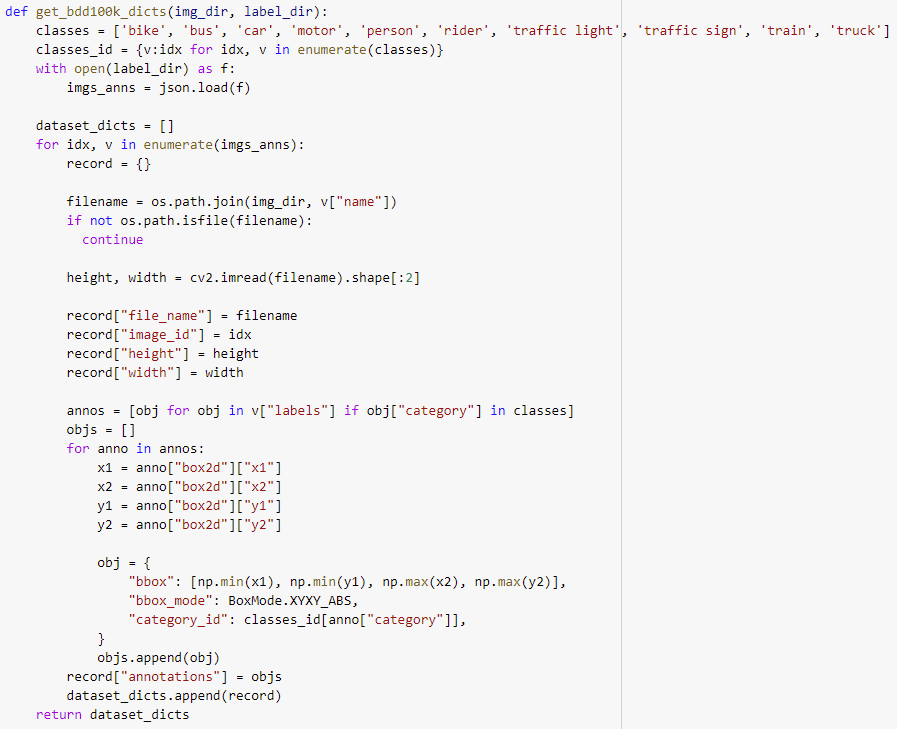 def get_bdd100k_dicts(img_dir, label_dir):
    classes = ['bike', 'bus', 'car', 'motor', 'person', 'rider', 'traffic light', 'traffic sign', 'train', 'truck']
    classes_id = {v:idx for idx, v in enumerate(classes)}
    with open(label_dir) as f:
        imgs_anns = json.load(f)

    dataset_dicts = []
    for idx, v in enumerate(imgs_anns):
        record = {}

        filename = os.path.join(img_dir, v["name"])
        if not os.path.isfile(filename):
          continue

        height, width = cv2.imread(filename).shape[:2]

        record["file_name"] = filename
        record["image_id"] = idx
        record["height"] = height
        record["width"] = width

        annos = [obj for obj in v["labels"] if obj["category"] in classes]
        objs = []
        for anno in annos:
            x1 = anno["box2d"]["x1"]
            x2 = anno["box2d"]["x2"]
            y1 = anno["box2d"]["y1"]
            y2 = anno["box2d"]["y2"]

            obj = {
                "bbox": [np.min(x1), np.min(y1), np.max(x2), np.max(y2)],
                "bbox_mode": BoxMode.XYXY_ABS,
                "category_id": classes_id[anno["category"]],
            }
            objs.append(obj)
        record["annotations"] = objs
        dataset_dicts.append(record)
    return dataset_dicts